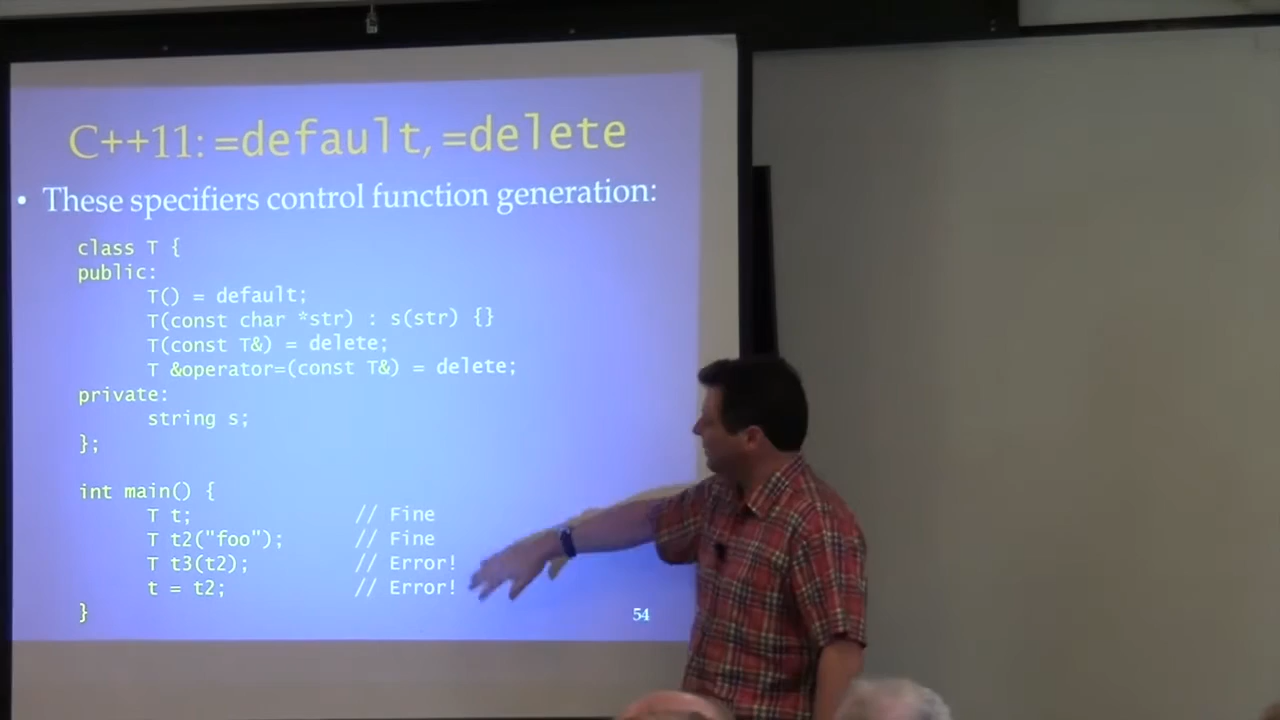 C++11: =default, =delete
• These specifiers control function generation:
class T {
public:
T() = default;
T(const char *str) : s(str) {}
T(const T&) = delete;
T &operator=(const T&) = delete;
private:
string s;
};
int main() {
T t; // Fine
T t2("foo"); // Fine
T t3(t2); // Error!
t = t2; // Error!
}
54